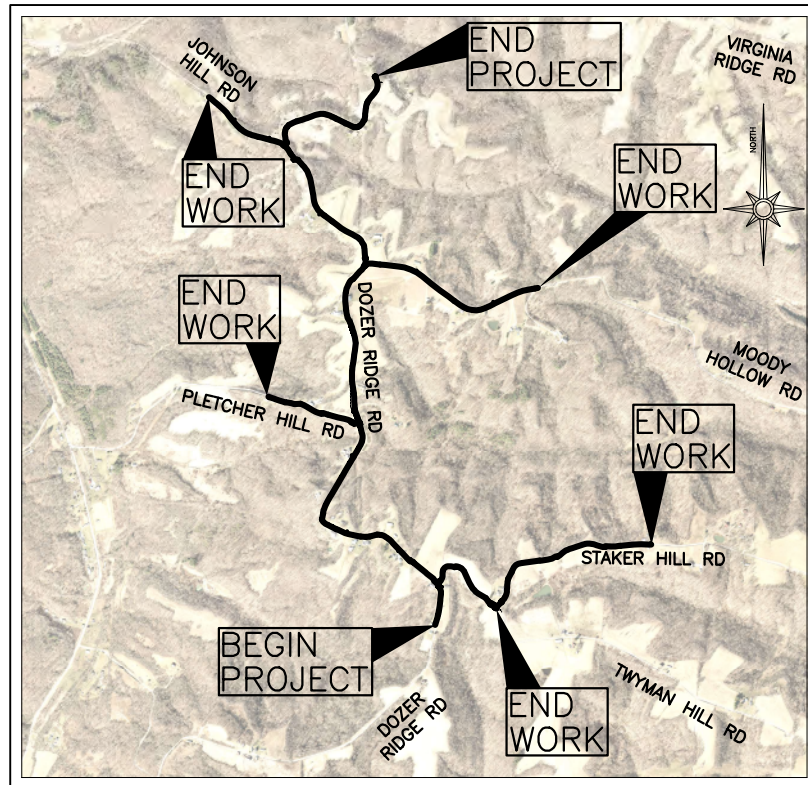 END
PROJECT
VIRGINIA
RIDGE RD
JOHNSON
HILL RD
NORTH
END
WORK
END
WORK
END
WORK
DOZER RIDGE RD
MOODY
HOLLOW RD
PLETCHER HILL RD
END
WORK
STAKER HILL RD
BEGIN
PROJECT
TWYMAN HILL RD
DOZER
RIDGE RD
END
WORK